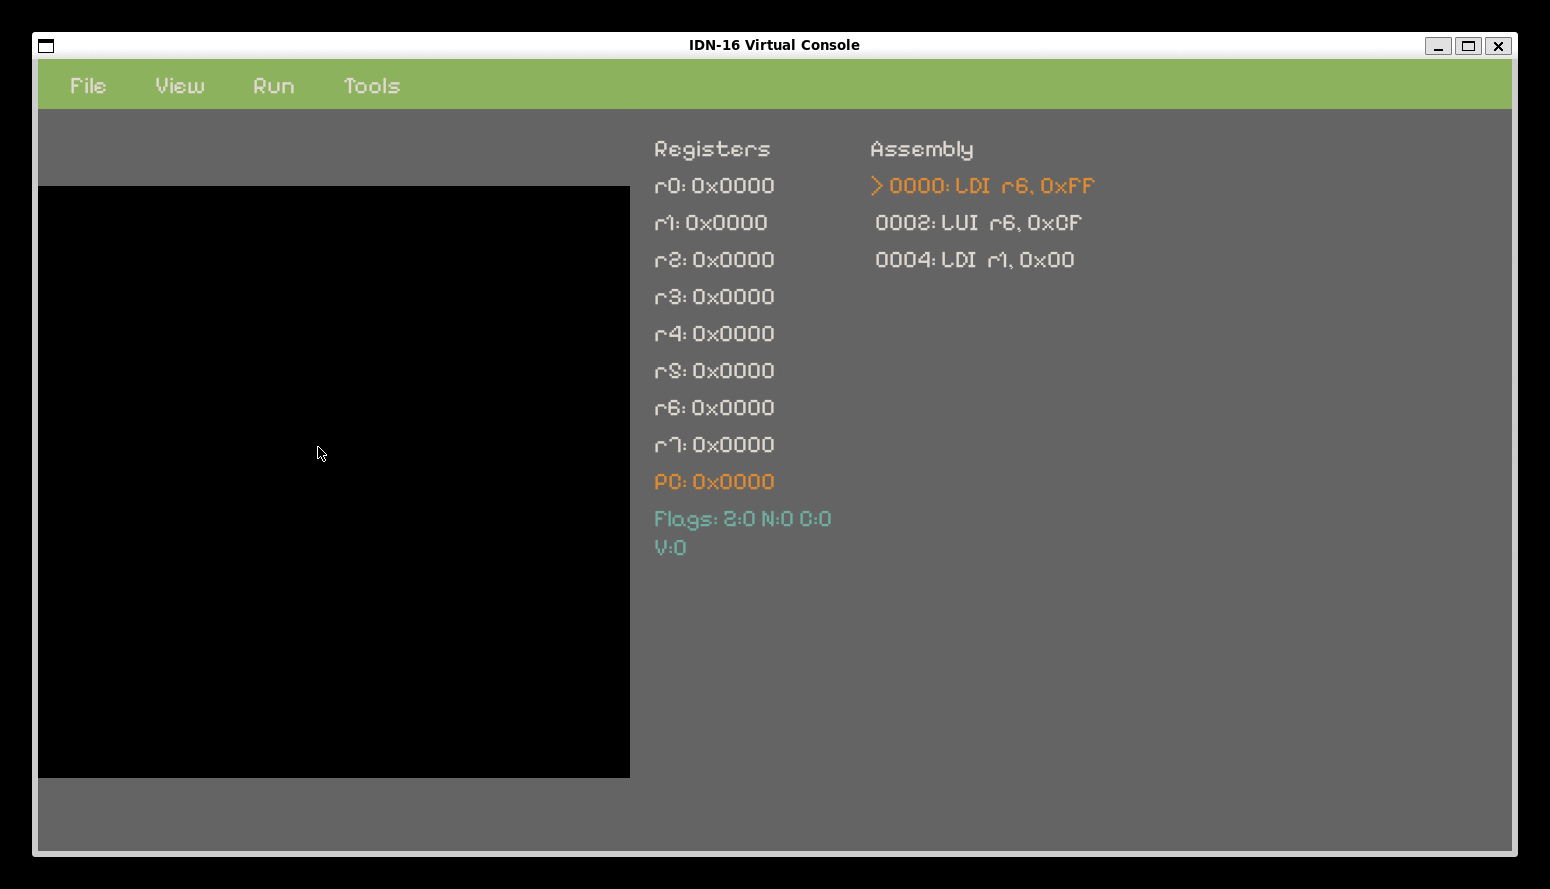 IDN-16 Virtual Console
File View Run Tools
Registers
r0: 0x0000
r1: 0x0000
r2: 0x0000
r3: 0x0000
r4: 0x0000
r5: 0x0000
r6: 0x0000
r7: 0x0000
PC: 0x0000
Flags: Z:0 N:0 C:0
V:0
Assembly
>0000: LDI r6, 0xFF
0002: LUI r6, 0xCF
0004: LDI r1, 0x00